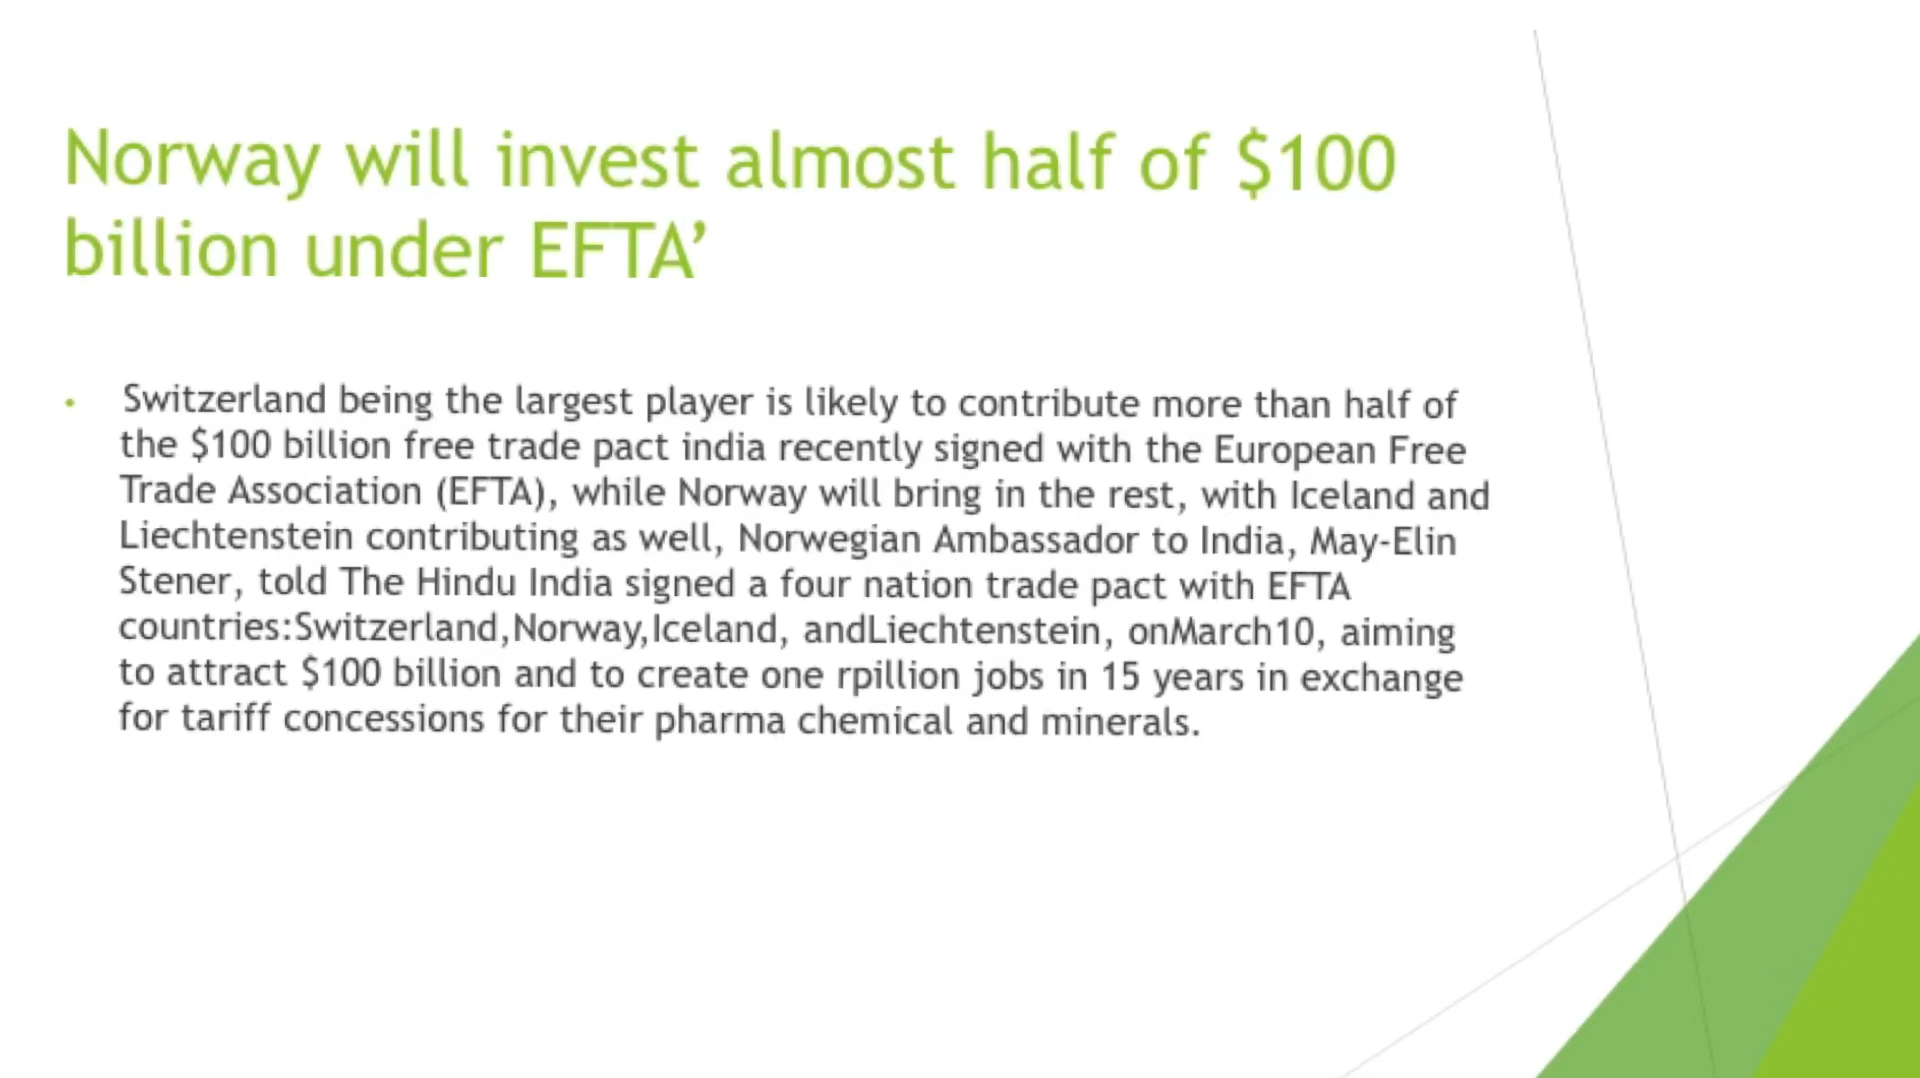 Norway will invest almost half of $100
billion under EFTA’
• Switzerland being the largest player is likely to contribute more than half of
the $100 billion free trade pact india recently signed with the European Free
Trade Association (EFTA), while Norway will bring in the rest, with Iceland and
Liechtenstein contributing as well, Norwegian Ambassador to India, May-Elin
Stener, told The Hindu India signed a four nation trade pact with EFTA
countries:Switzerland,Norway,Iceland, andLiechtenstein, onMarch10, aiming
to attract $100 billion and to create one rpillion jobs in 15 years in exchange
for tariff concessions for their pharma chemical and minerals.